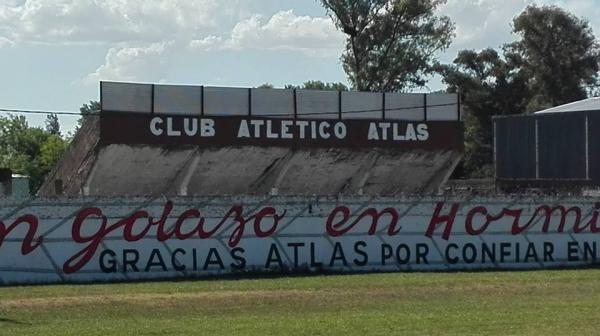 CLUB ATLETICO ATLAS
n golazo en Hormi
GRACIAS ATLAS POR CONFIAR EN